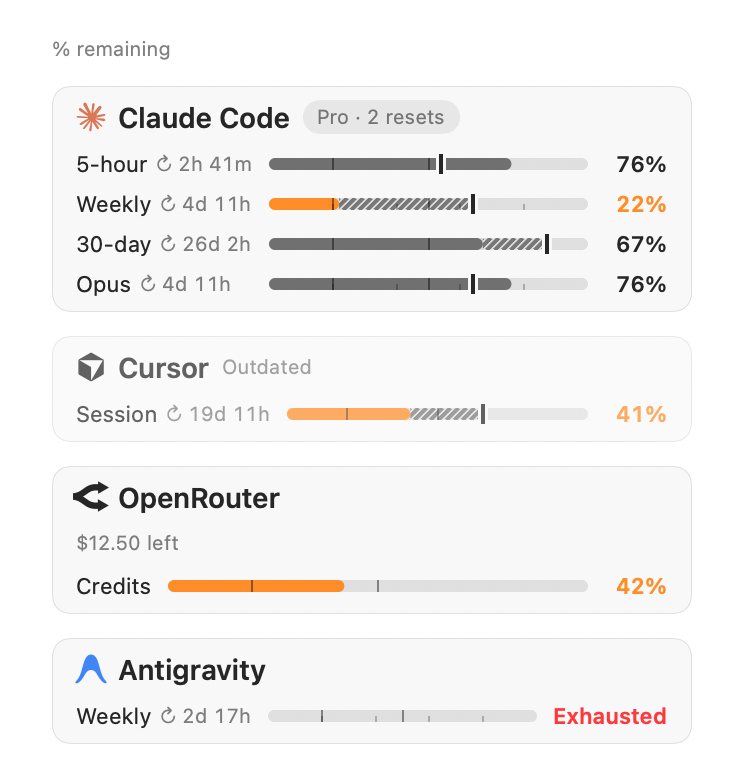 % remaining
Claude Code Pro · 2 resets
5-hour 2h 41m 76%
Weekly 4d 11h 22%
30-day 26d 2h 67%
Opus 4d 11h 76%
Cursor Outdated
Session 19d 11h 41%
OpenRouter
$12.50 left
Credits 42%
Antigravity
Weekly 2d 17h Exhausted